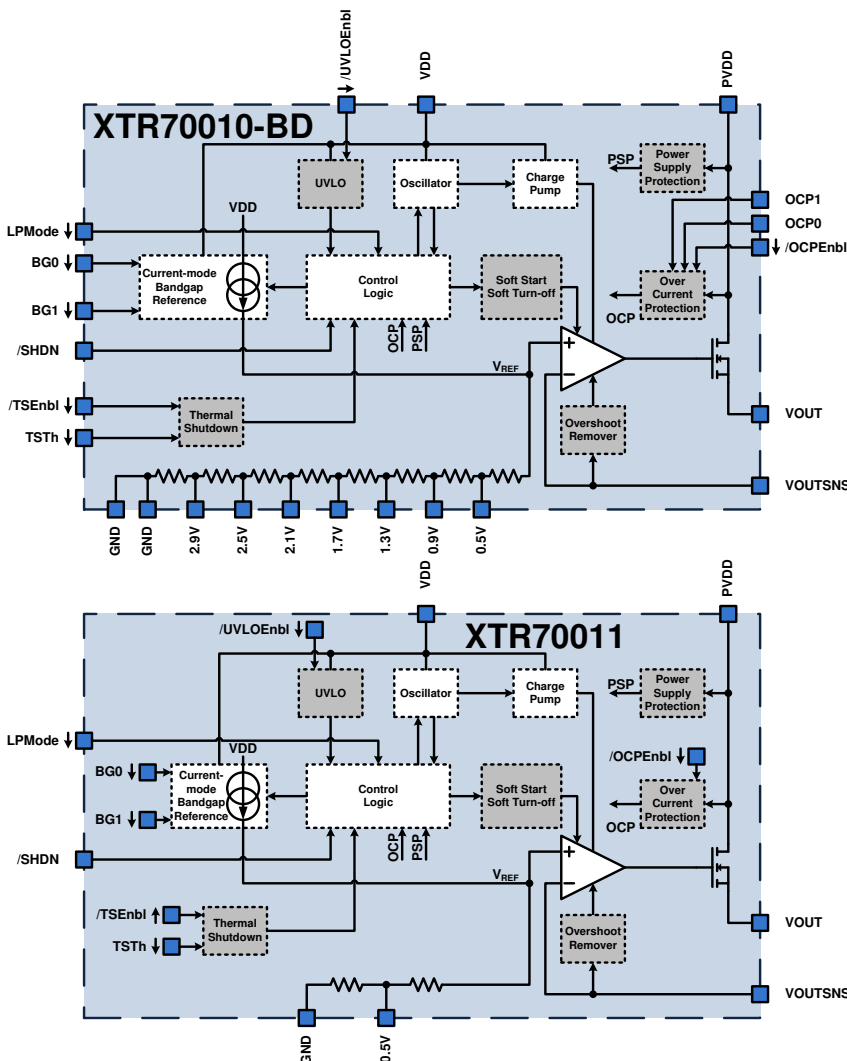 /UVLOEnbl
VDD
PVDD
XTR70010-BD
PSP
Power
Supply
Protection
UVLO
Oscillator
Charge
Pump
OCP1
OCP0
/OCPEnbl
LPMode
VDD
BG0
Current-mode
Bandgap
Reference
Control
Logic
Soft Start
Soft Turn-off
Over
Current
Protection
OCP
BG1
/SHDN
OCP
PSP
VREF
+
−
/TSEnbl
TSTh
Thermal
Shutdown
Overshoot
Remover
VOUT
VOUTSNS
GND
GND
2.9V
2.5V
2.1V
1.7V
1.3V
0.9V
0.5V
VDD
PVDD
/UVLOEnbl
XTR70011
UVLO
Oscillator
Charge
Pump
PSP
Power
Supply
Protection
LPMode
VDD
/OCPEnbl
BG0
Current-
mode
Bandgap
Reference
Control
Logic
Soft Start
Soft Turn-off
Over
Current
Protection
OCP
BG1
/SHDN
OCP
PSP
VREF
+
−
/TSEnbl
TSTh
Thermal
Shutdown
Overshoot
Remover
VOUT
VOUTSNS
GND
0.5V